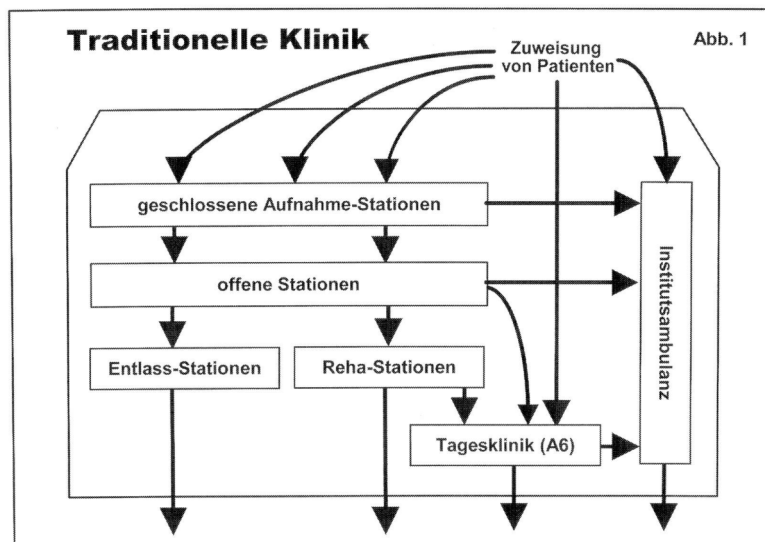 Traditionelle Klinik
Abb. 1
Zuweisung
von Patienten
geschlossene Aufnahme-Stationen
offene Stationen
Institutsambulanz
Entlass-Stationen
Reha-Stationen
Tagesklinik (A6)